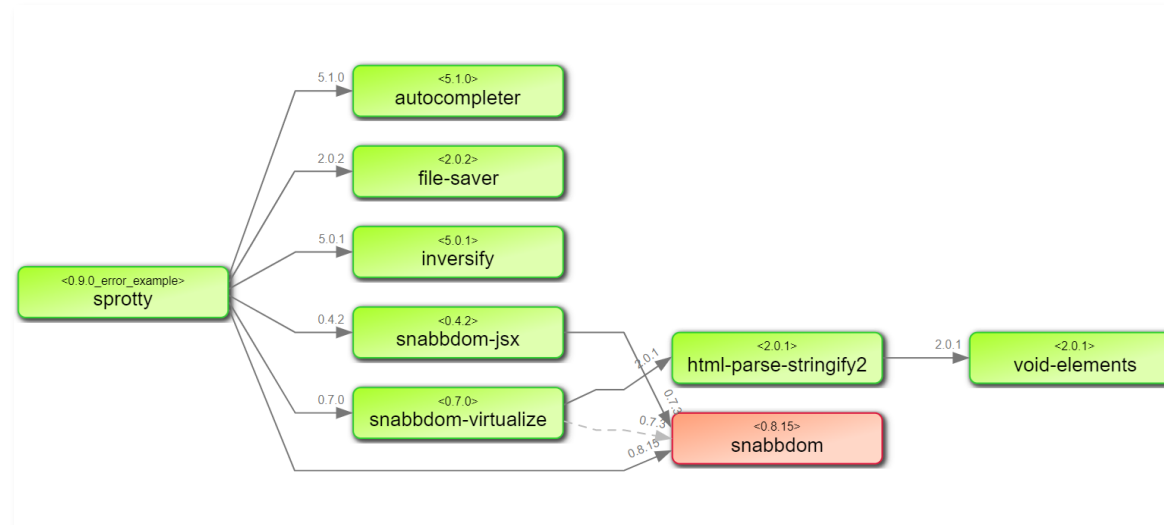 5.1.0
<5.1.0>
autocompleter
2.0.2
<2.0.2>
file-saver
5.0.1
<5.0.1>
inversify
<0.9.0_error_example>
sprotty
0.4.2
<0.4.2>
snabbdom-jsx
2.0.1
<2.0.1>
html-parse-stringify2
2.0.1
<2.0.1>
void-elements
0.7.0
<0.7.0>
snabbdom-virtualize
0.7.3
0.7.3
0.8.15
<0.8.15>
snabbdom